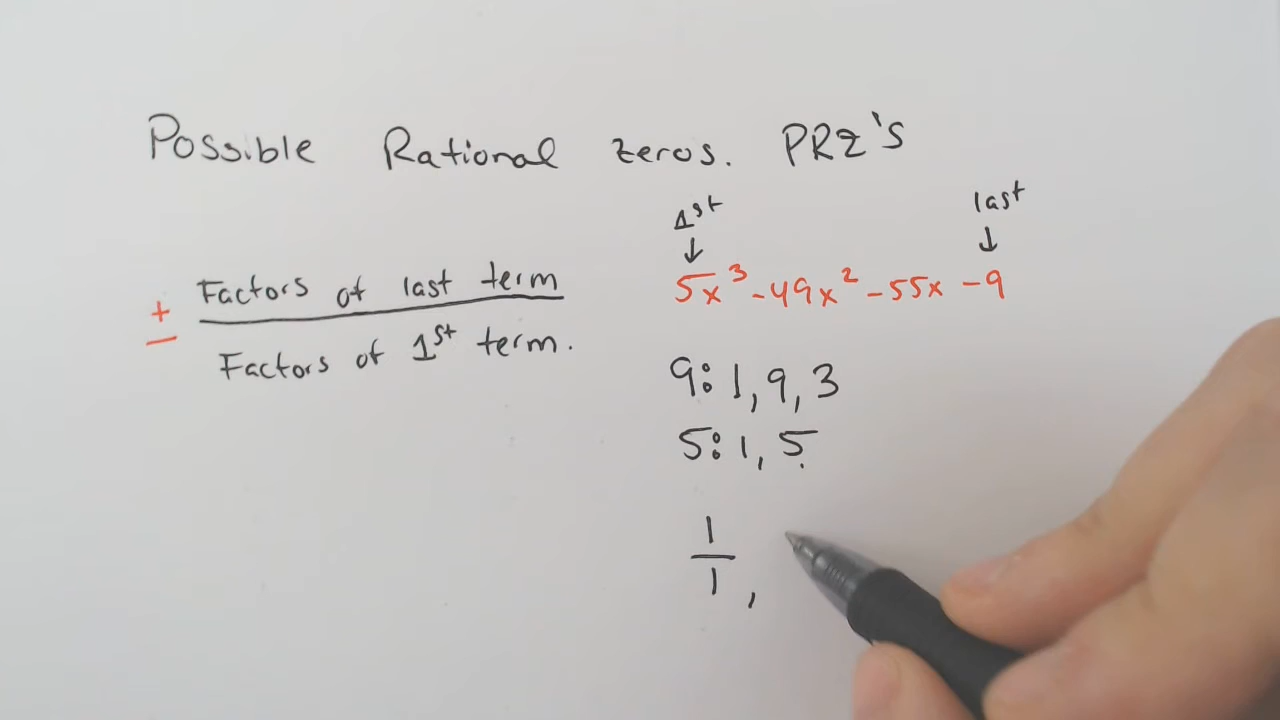 Possible Rational zeros. PRZ's
1st
last
↓
↓
+
Factors of last term
5x³ -49x² -55x -9
−
Factors of 1st term.
9: 1, 9, 3
5: 1, 5
1
1 ,